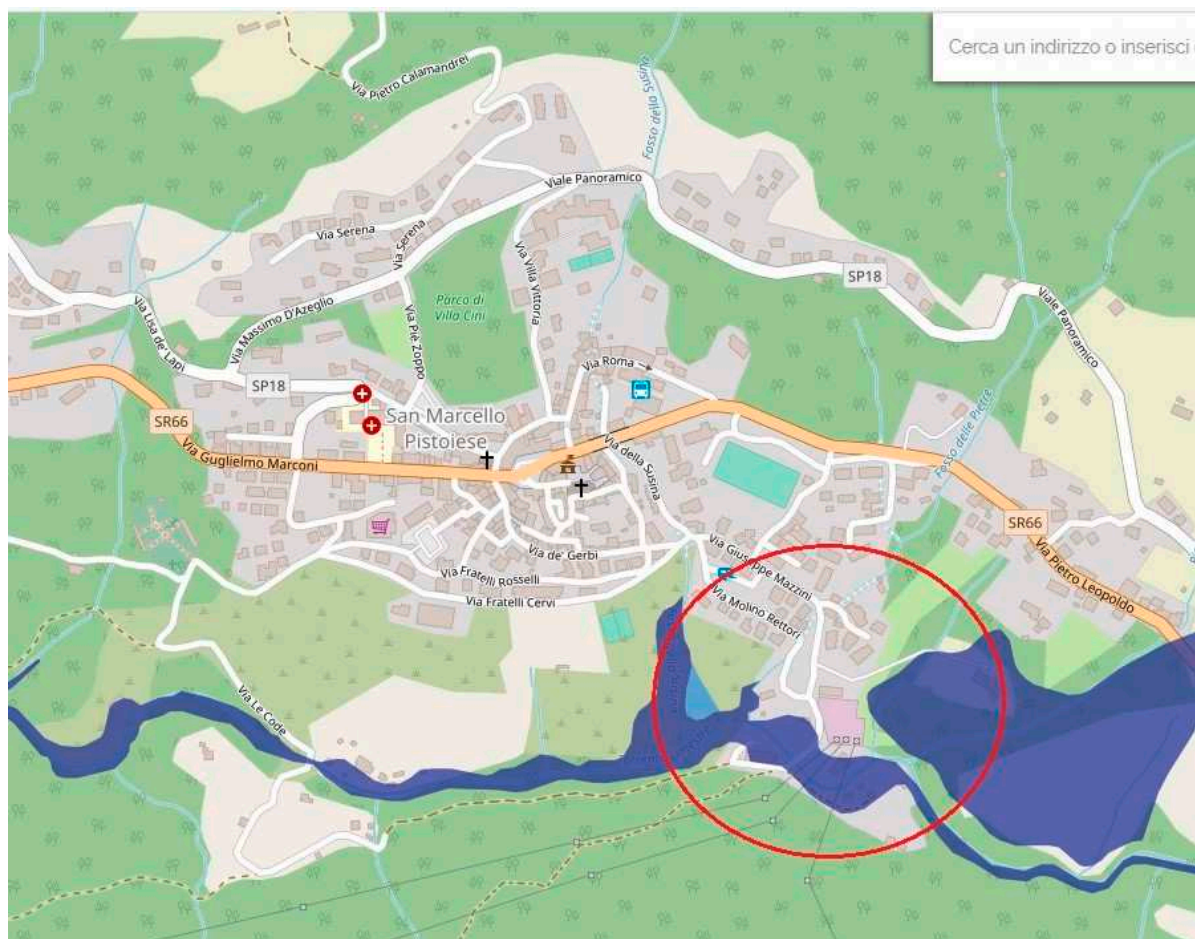 Cerca un indirizzo o inserisci
Via Pietro Calamandrei
Fosso della Susina
Viale Panoramico
Via Serena
Via Serena
Via Villa Vittoria
SP18
Parco di
Villa Cini
Viale Panoramico
Via Massimo D'Azeglio
Via Lisa de' Lapi
Via Piè Zoppo
Via Roma
SP18
San Marcello
Pistoiese
SR66
Via Guglielmo Marconi
Via della Susina
Fosso delle Pietre
SR66
Via Pietro Leopoldo
Via de' Gerbi
Via Giuseppe Mazzini
Via Fratelli Rosselli
Via Molino Rettori
Via Fratelli Cervi
Via Le Code